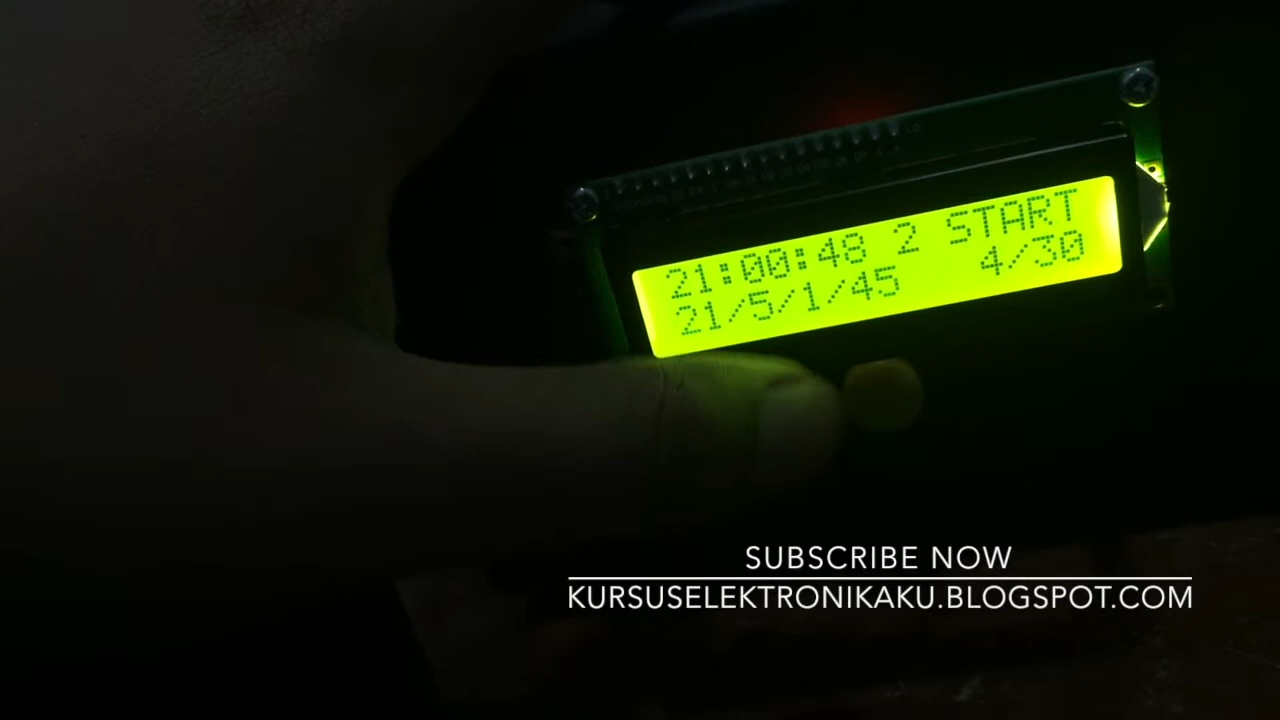 21:00:48 2 START
21/5/1/45 4/30
SUBSCRIBE NOW
KURSUSELEKTRONIKAKU.BLOGSPOT.COM